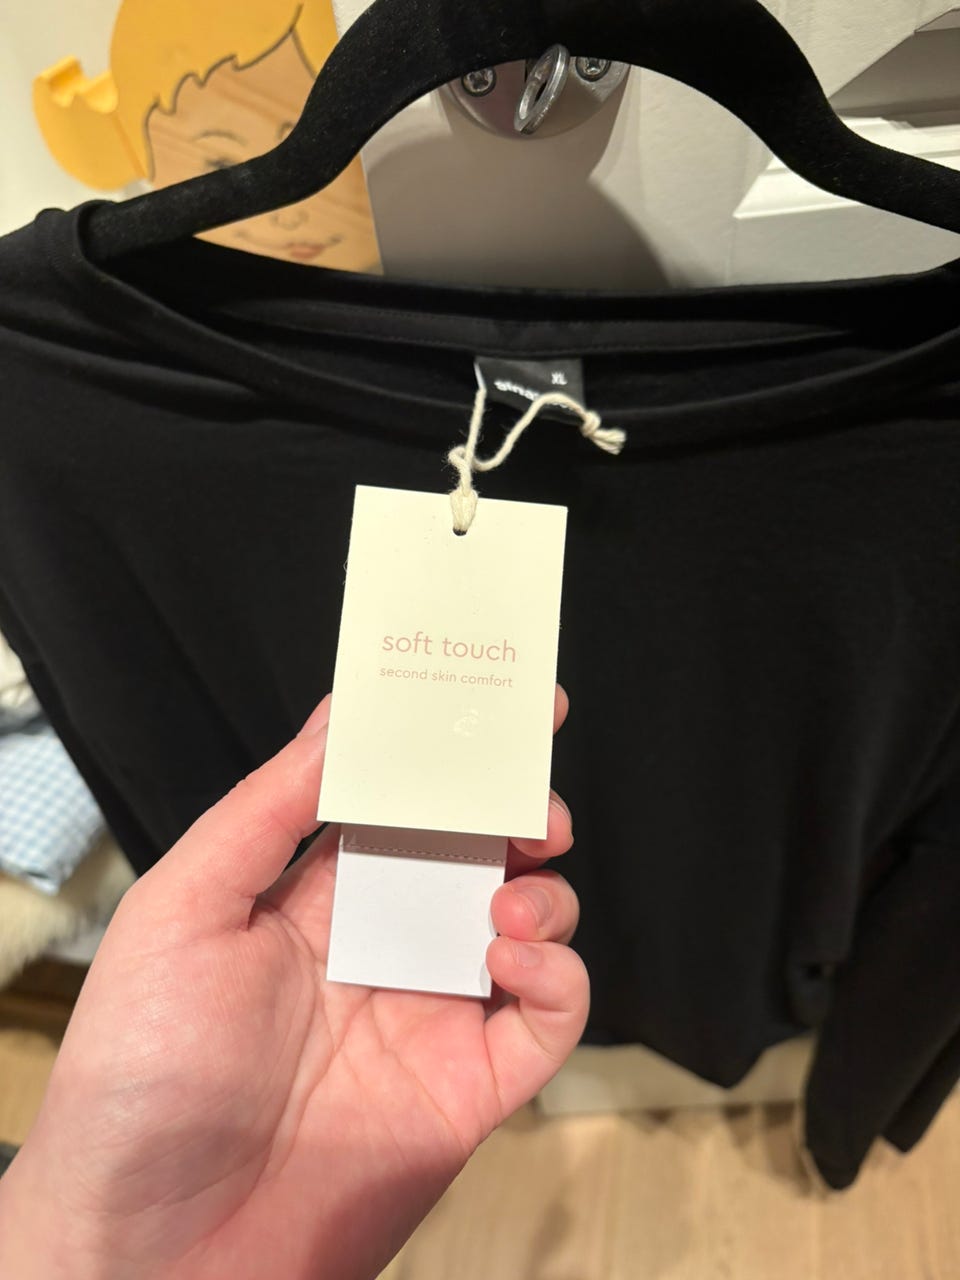 XL
soft touch
second skin comfort